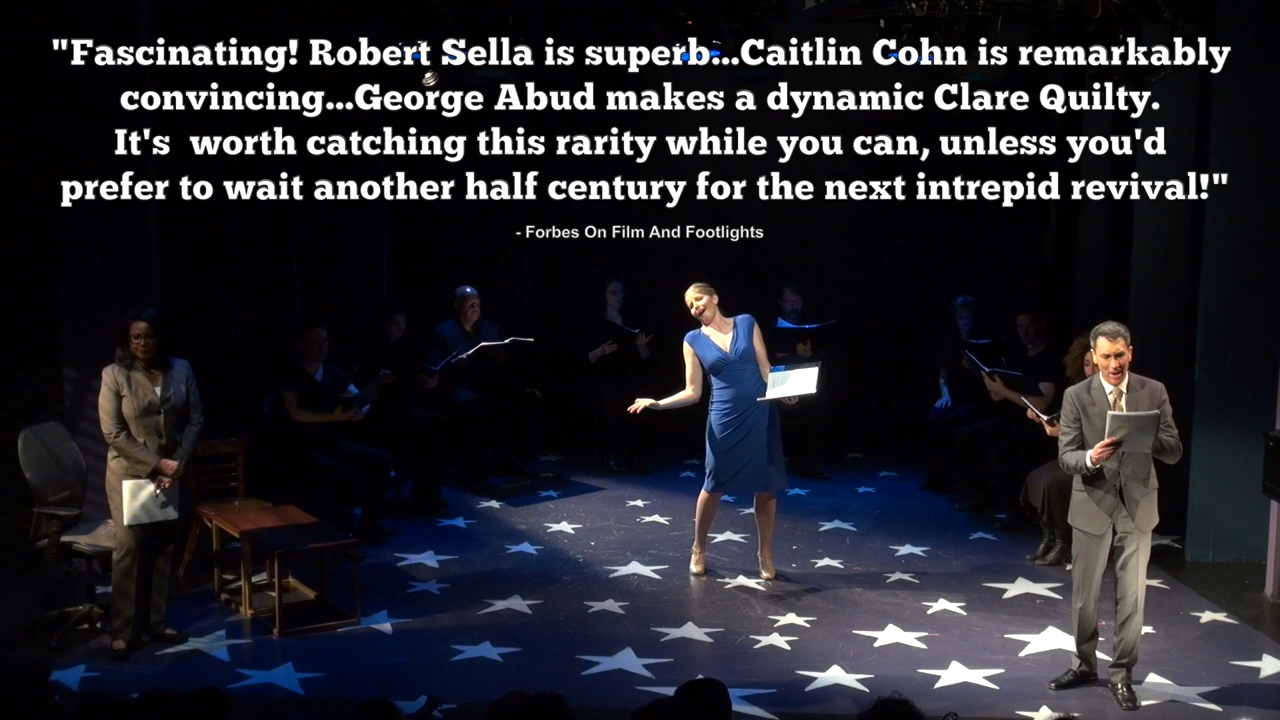 "Fascinating! Robert Sella is superb...Caitlin Cohn is remarkably
convincing...George Abud makes a dynamic Clare Quilty.
It's  worth catching this rarity while you can, unless you'd
prefer to wait another half century for the next intrepid revival!"
- Forbes On Film And Footlights